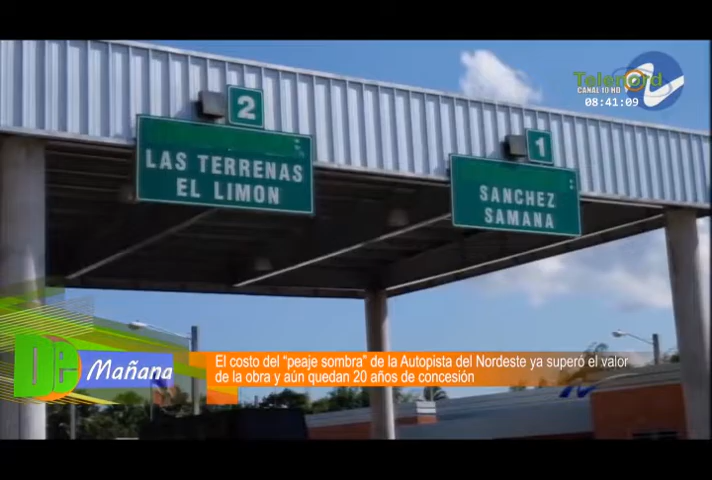 Telenord
CANAL 10 HD
08:41:09
2
LAS TERRENAS
EL LIMON
1
SANCHEZ
SAMANA
De
Mañana
El costo del “peaje sombra” de la Autopista del Nordeste ya superó el valor
de la obra y aún quedan 20 años de concesión